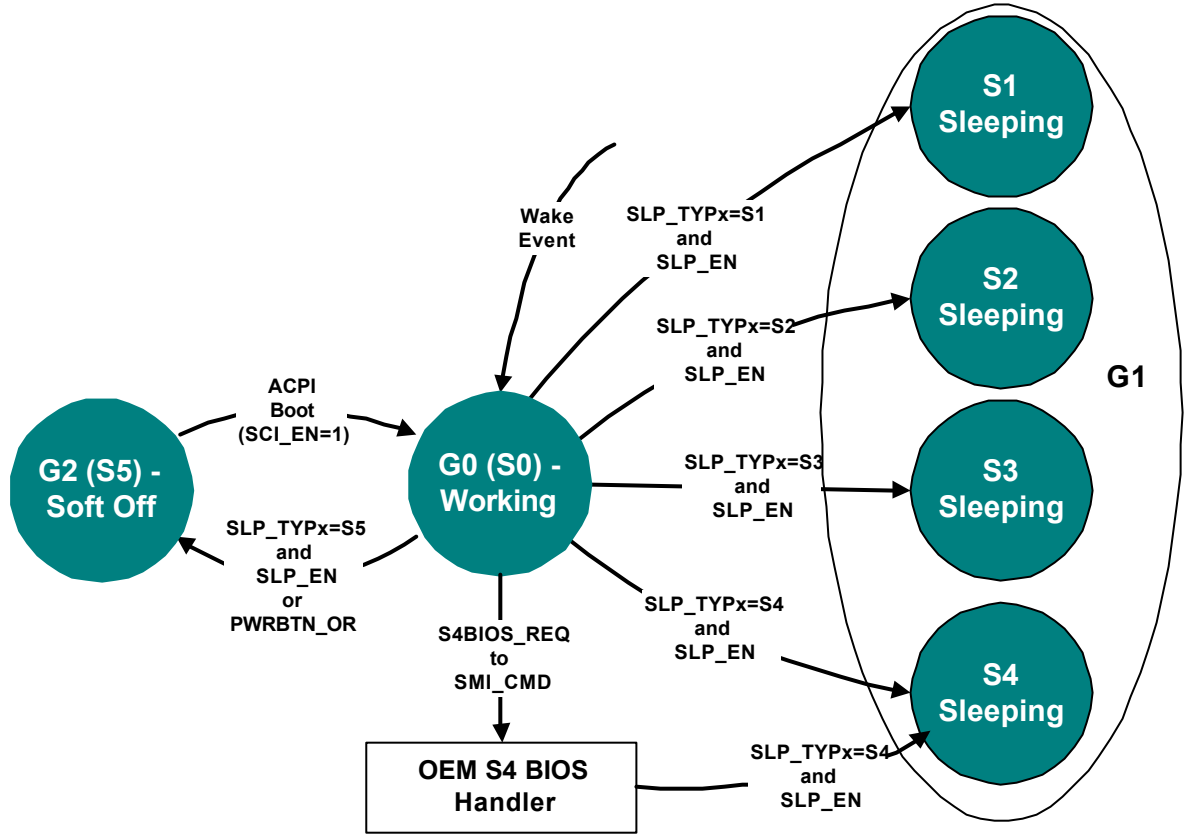 S1
Sleeping
Wake
Event
SLP_TYPx=S1
and
SLP_EN
S2
Sleeping
SLP_TYPx=S2
and
SLP_EN
G1
ACPI
Boot
(SCI_EN=1)
G2 (S5) -
Soft Off
G0 (S0) -
Working
SLP_TYPx=S3
and
SLP_EN
S3
Sleeping
SLP_TYPx=S5
and
SLP_EN
or
PWRBTN_OR
S4BIOS_REQ
to
SMI_CMD
SLP_TYPx=S4
and
SLP_EN
S4
Sleeping
OEM S4 BIOS
Handler
SLP_TYPx=S4
and
SLP_EN